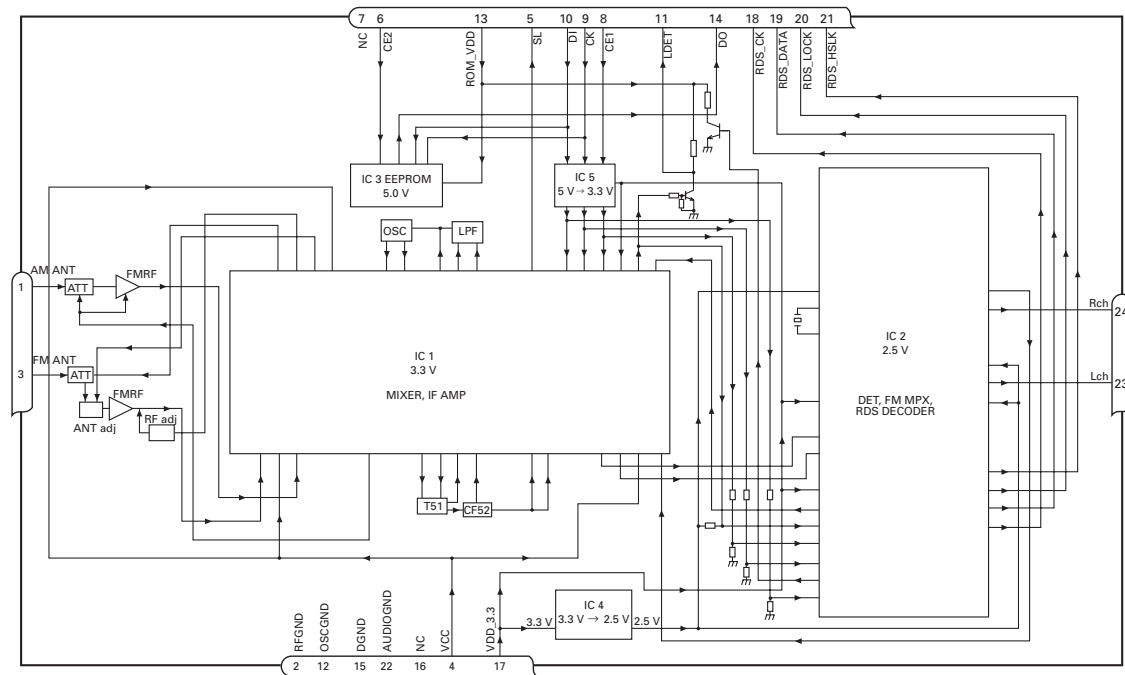 7 6 13 5 10 9 8 11 14 18 19 20 21
NC
CE2
ROM_VDD
SL
DI
CK
CE1
LDET
DO
RDS_CK
RDS_DATA
RDS_LOCK
RDS_HSLK
IC 3 EEPROM
5.0 V
IC 5
5 V → 3.3 V
OSC
LPF
AM ANT
1
ATT
FMRF
FM ANT
3
ATT
FMRF
ANT adj
RF adj
IC 1
3.3 V
MIXER, IF AMP
IC 2
2.5 V
DET, FM MPX,
RDS DECODER
Rch
24
Lch
23
T51
CF52
IC 4
3.3 V
3.3 V → 2.5 V
2.5 V
RFGND
OSCGND
DGND
AUDIOGND
NC
VCC
VDD_3.3
2 12 15 22 16 4 17